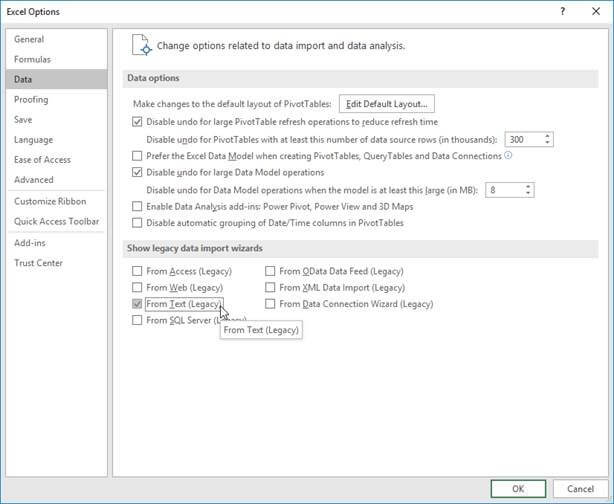 Excel Options
?
General
Formulas
Data
Proofing
Save
Language
Ease of Access
Advanced
Customize Ribbon
Quick Access Toolbar
Add-ins
Trust Center
Change options related to data import and data analysis.
Data options
Make changes to the default layout of PivotTables: Edit Default Layout...
Disable undo for large PivotTable refresh operations to reduce refresh time
Disable undo for PivotTables with at least this number of data source rows (in thousands): 300
Prefer the Excel Data Model when creating PivotTables, QueryTables and Data Connections
Disable undo for large Data Model operations
Disable undo for Data Model operations when the model is at least this large (in MB): 8
Enable Data Analysis add-ins: Power Pivot, Power View and 3D Maps
Disable automatic grouping of Date/Time columns in PivotTables
Show legacy data import wizards
From Access (Legacy) From OData Data Feed (Legacy)
From Web (Legacy) From XML Data Import (Legacy)
From Text (Legacy) From Data Connection Wizard (Legacy)
From SQL Server (Legacy)
From Text (Legacy)
OK Cancel